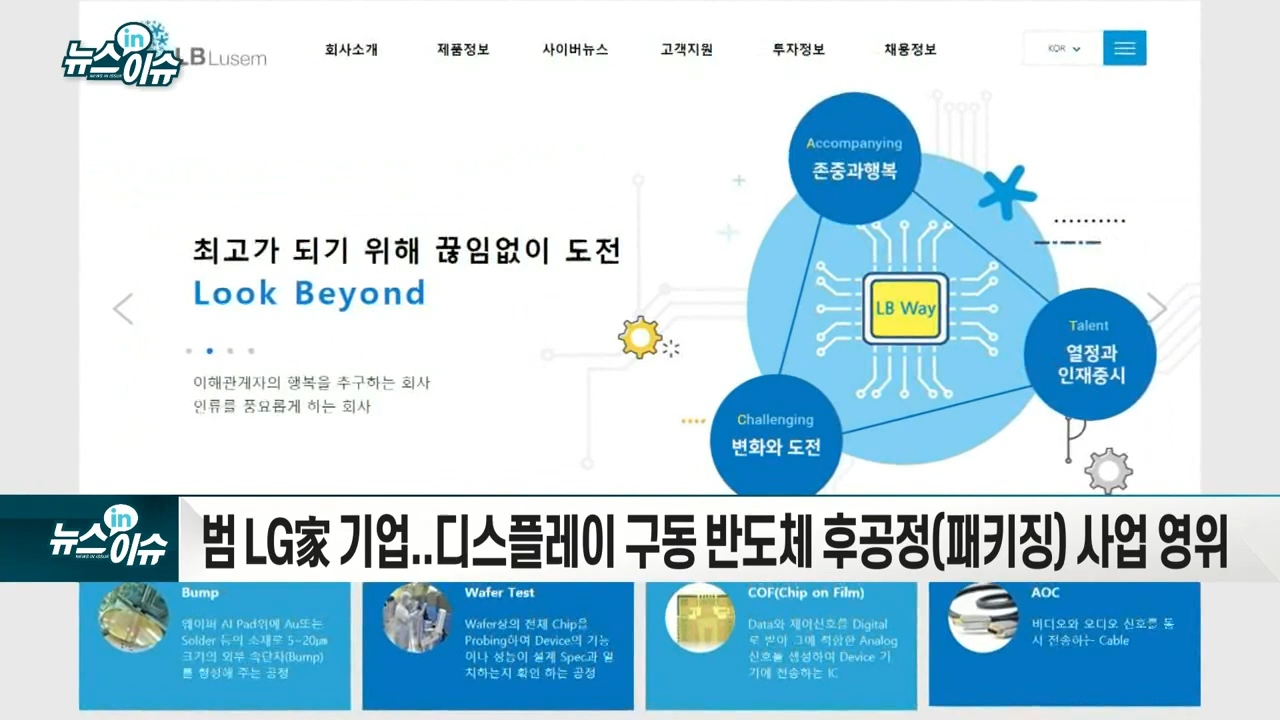 뉴스in이슈
NEWS IN ISSUE
LB Lusem
회사소개 제품정보 사이버뉴스 고객지원 투자정보 채용정보
KOR
Accompanying
존중과행복
최고가 되기 위해 끊임없이 도전
Look Beyond
LB Way
Talent
열정과
인재중시
이해관계자의 행복을 추구하는 회사
인류를 풍요롭게 하는 회사
Challenging
변화와 도전
뉴스in이슈
NEWS IN ISSUE
범 LG家 기업..디스플레이 구동 반도체 후공정(패키징) 사업 영위
Bump
웨이퍼 Al Pad위에 Au또는
Solder 등의 소재로 5~20㎛
크기의 외부 접속단자(Bump)
를 형성해 주는 공정
Wafer Test
Wafer상의 전체 Chip을
Probing하여 Device의 기능
이나 성능이 설계 Spec과 일
치하는지 확인 하는 공정
COF(Chip on Film)
Data와 제어신호를 Digital
로 받아 그에 적합한 Analog
신호를 생성하여 Device 기
기에 전송하는 IC
AOC
비디오와 오디오 신호를 동
시 전송하는 Cable